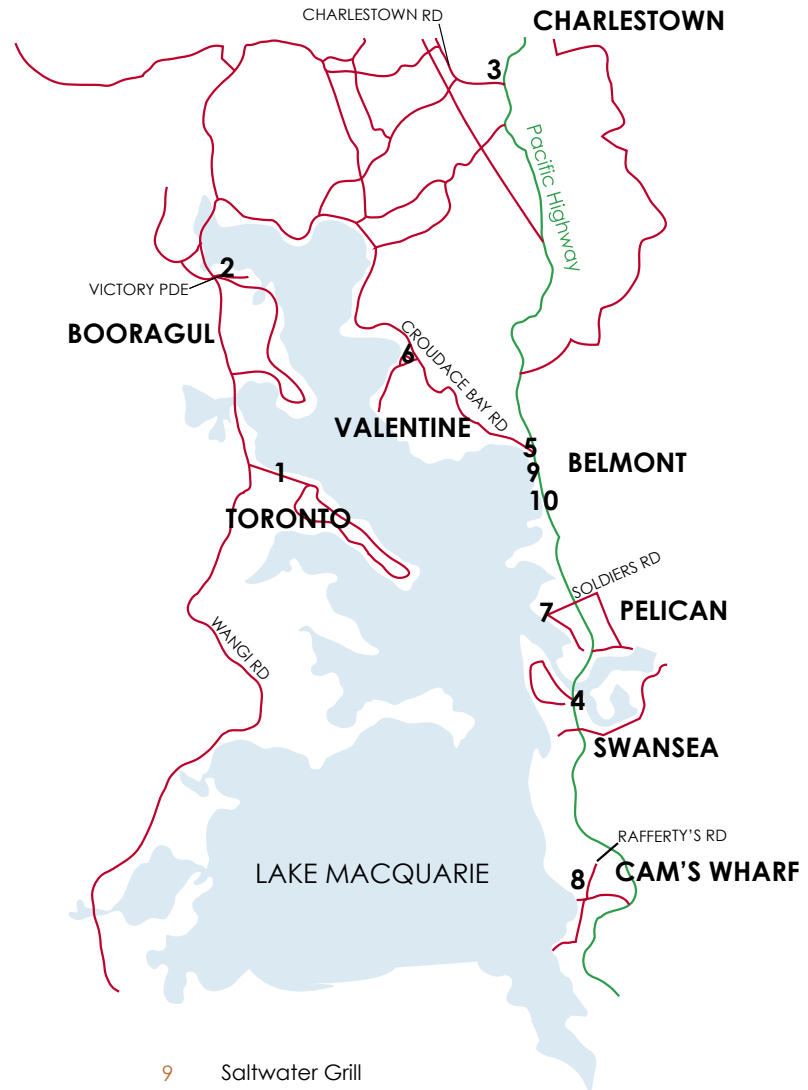 CHARLESTOWN RD
CHARLESTOWN
3
Pacific Highway
2
VICTORY PDE
BOORAGUL
CROUDACE BAY RD
6
VALENTINE
5
BELMONT
9
1
10
TORONTO
SOLDIERS RD
7
PELICAN
WANGI RD
4
SWANSEA
RAFFERTY'S RD
LAKE MACQUARIE
8
CAM'S WHARF
9 Saltwater Grill